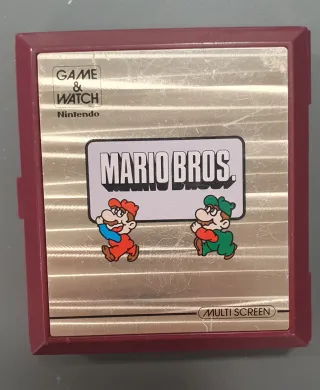 GAME
&
WATCH
Nintendo
MARIO BROS.
MULTI SCREEN